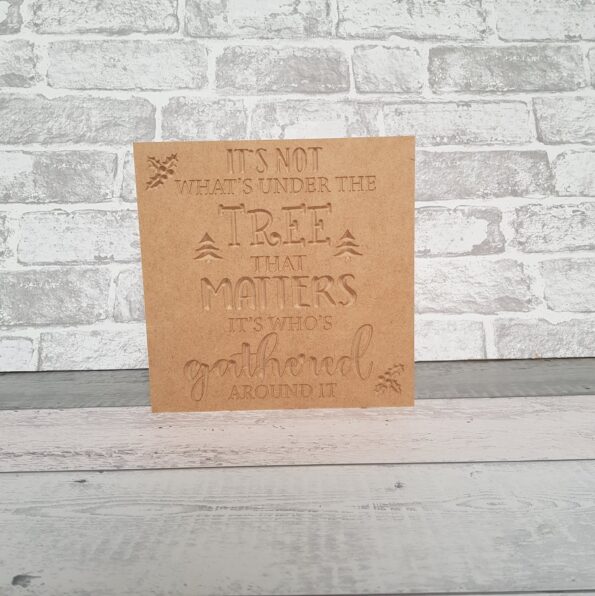 IT'S NOT
WHAT'S UNDER THE
TREE
THAT
MATTERS
IT'S WHO'S
gathered
AROUND IT